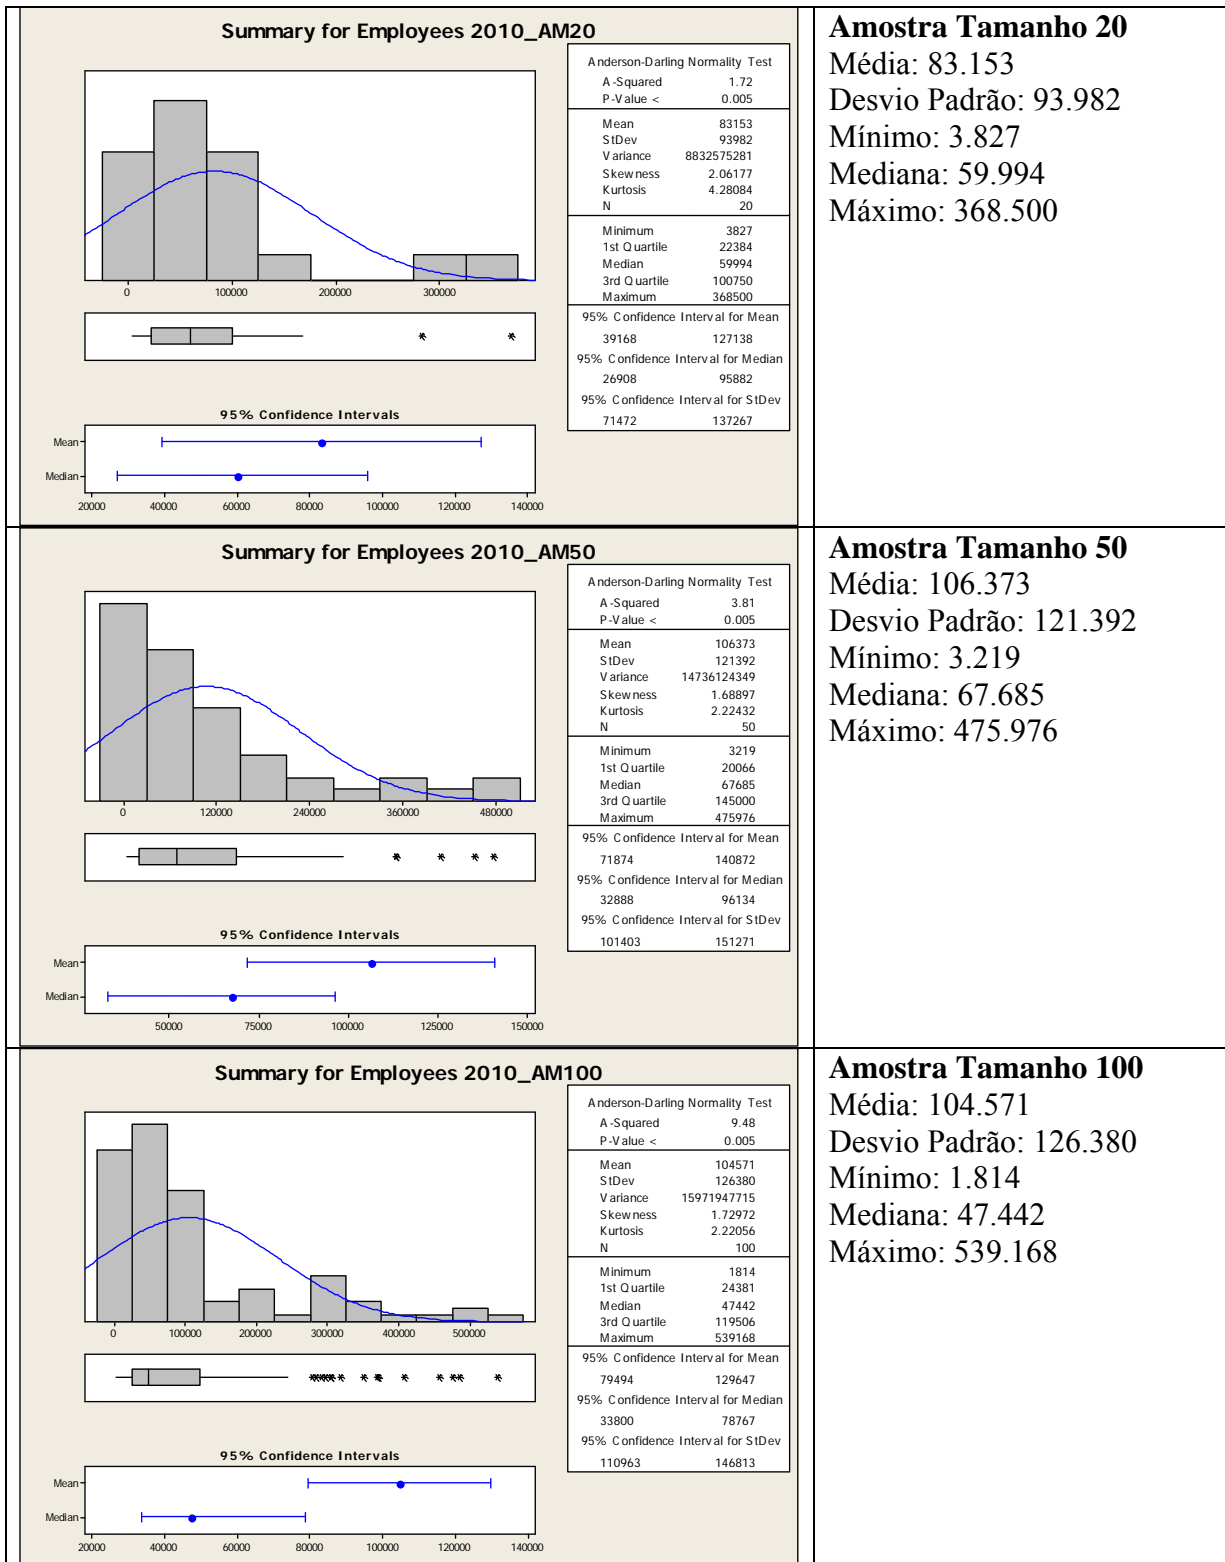 Summary for Employees 2010_AM20
Anderson-Darling Normality Test
A-Squared 1.72
P-Value < 0.005
Mean 83153
StDev 93982
Variance 8832575281
Skewness 2.06177
Kurtosis 4.28084
N 20
Minimum 3827
1st Quartile 22384
Median 59994
3rd Quartile 100750
Maximum 368500
95% Confidence Interval for Mean
39168 127138
95% Confidence Interval for Median
26908 95882
95% Confidence Interval for StDev
71472 137267
0 100000 200000 300000
95% Confidence Intervals
Mean
Median
20000 40000 60000 80000 100000 120000 140000
Amostra Tamanho 20
Média: 83.153
Desvio Padrão: 93.982
Mínimo: 3.827
Mediana: 59.994
Máximo: 368.500
Summary for Employees 2010_AM50
Anderson-Darling Normality Test
A-Squared 3.81
P-Value < 0.005
Mean 106373
StDev 121392
Variance 14736124349
Skewness 1.68897
Kurtosis 2.22432
N 50
Minimum 3219
1st Quartile 20066
Median 67685
3rd Quartile 145000
Maximum 475976
95% Confidence Interval for Mean
71874 140872
95% Confidence Interval for Median
32888 96134
95% Confidence Interval for StDev
101403 151271
0 120000 240000 360000 480000
95% Confidence Intervals
Mean
Median
50000 75000 100000 125000 150000
Amostra Tamanho 50
Média: 106.373
Desvio Padrão: 121.392
Mínimo: 3.219
Mediana: 67.685
Máximo: 475.976
Summary for Employees 2010_AM100
Anderson-Darling Normality Test
A-Squared 9.48
P-Value < 0.005
Mean 104571
StDev 126380
Variance 15971947715
Skewness 1.72972
Kurtosis 2.22056
N 100
Minimum 1814
1st Quartile 24381
Median 47442
3rd Quartile 119506
Maximum 539168
95% Confidence Interval for Mean
79494 129647
95% Confidence Interval for Median
33800 78767
95% Confidence Interval for StDev
110963 146813
0 100000 200000 300000 400000 500000
95% Confidence Intervals
Mean
Median
20000 40000 60000 80000 100000 120000 140000
Amostra Tamanho 100
Média: 104.571
Desvio Padrão: 126.380
Mínimo: 1.814
Mediana: 47.442
Máximo: 539.168